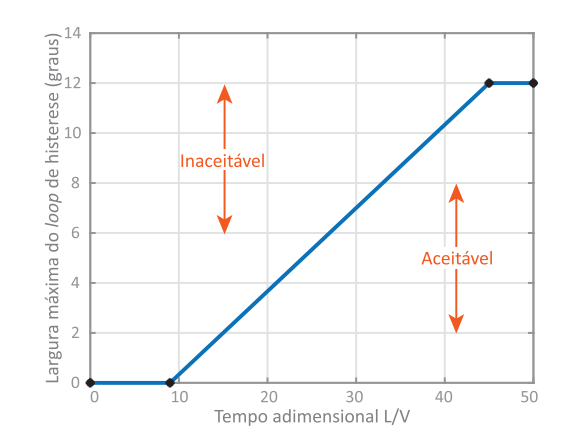 Largura máxima do loop de histerese (graus)
14
12
10
8
6
4
2
0
Inaceitável
Aceitável
0 10 20 30 40 50
Tempo adimensional L/V